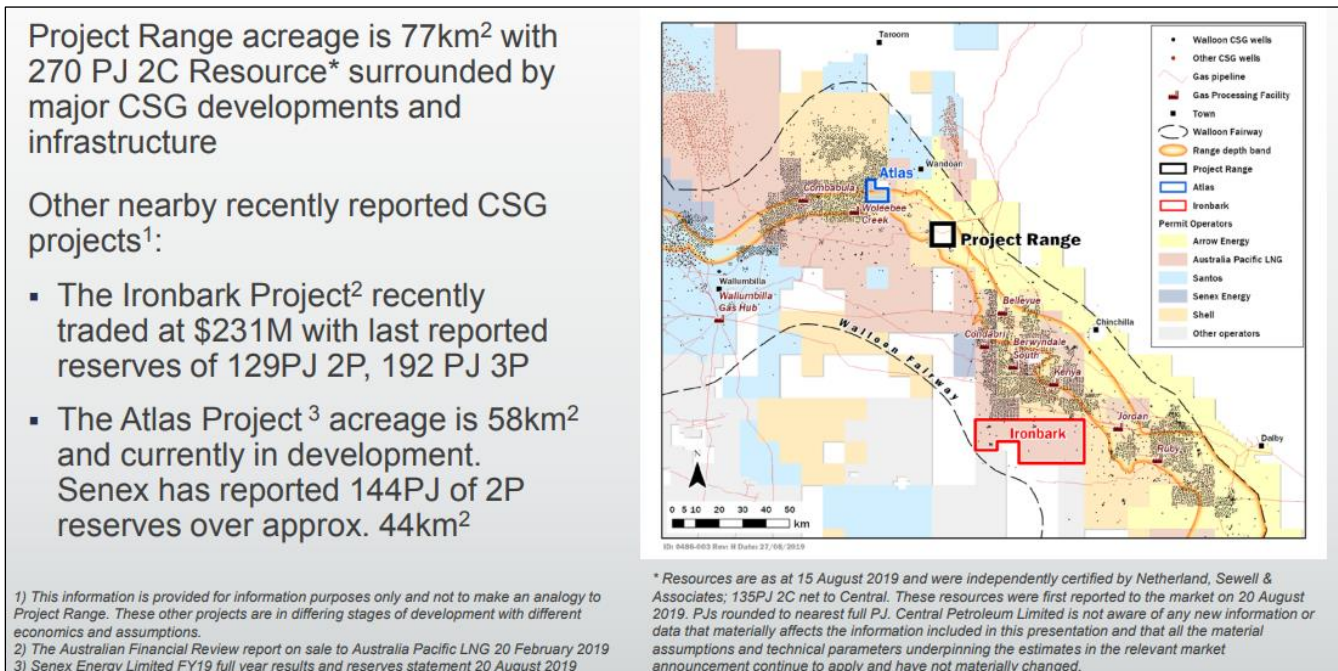 Project Range acreage is 77km² with
270 PJ 2C Resource* surrounded by
major CSG developments and
infrastructure
Other nearby recently reported CSG
projects¹:
▪ The Ironbark Project² recently
traded at $231M with last reported
reserves of 129PJ 2P, 192 PJ 3P
▪ The Atlas Project ³ acreage is 58km²
and currently in development.
Senex has reported 144PJ of 2P
reserves over approx. 44km²
1) This information is provided for information purposes only and not to make an analogy to
Project Range. These other projects are in differing stages of development with different
economics and assumptions.
2) The Australian Financial Review report on sale to Australia Pacific LNG 20 February 2019
3) Senex Energy Limited FY19 full year results and reserves statement 20 August 2019
Taroom
Wandoan
Atlas
Combabula
Woleebee
Creek
Project Range
Wallumbilla
Wallumbilla
Gas Hub
Bellevue
Chinchilla
Condabri
Berwyndale
South
Kenya
Walloon Fairway
Jordan
Ironbark
Dalby
Ruby
N
0 5 10 20 30 40 50
km
ID: 0486-003 Rev: H Date: 27/08/2019
Walloon CSG wells
Other CSG wells
Gas pipeline
Gas Processing Facility
Town
Walloon Fairway
Range depth band
Project Range
Atlas
Ironbark
Permit Operators
Arrow Energy
Australia Pacific LNG
Santos
Senex Energy
Shell
Other operators
* Resources are as at 15 August 2019 and were independently certified by Netherland, Sewell &
Associates; 135PJ 2C net to Central. These resources were first reported to the market on 20 August
2019. PJs rounded to nearest full PJ. Central Petroleum Limited is not aware of any new information or
data that materially affects the information included in this presentation and that all the material
assumptions and technical parameters underpinning the estimates in the relevant market
announcement continue to apply and have not materially changed.